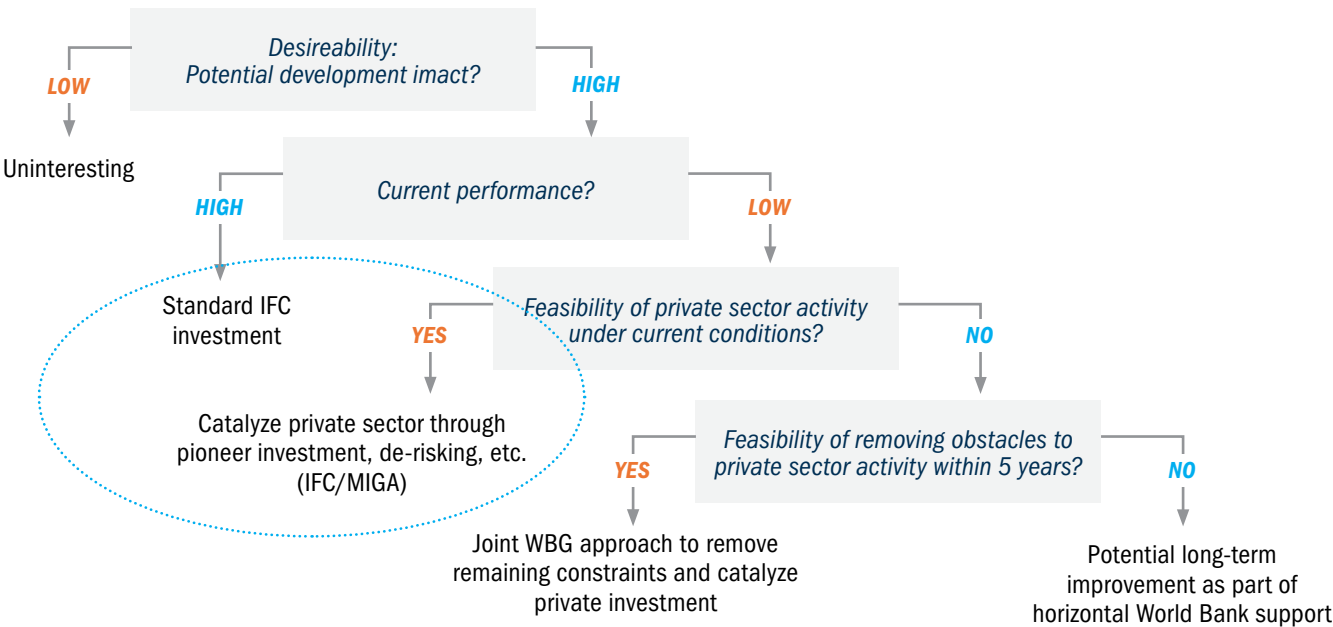 Desireability:
Potential development imact?
LOW
HIGH
Uninteresting
Current performance?
HIGH
LOW
Standard IFC
investment
Feasibility of private sector activity
under current conditions?
YES
NO
Catalyze private sector through
pioneer investment, de-risking, etc.
(IFC/MIGA)
Feasibility of removing obstacles to
private sector activity within 5 years?
YES
NO
Joint WBG approach to remove
remaining constraints and catalyze
private investment
Potential long-term
improvement as part of
horizontal World Bank support